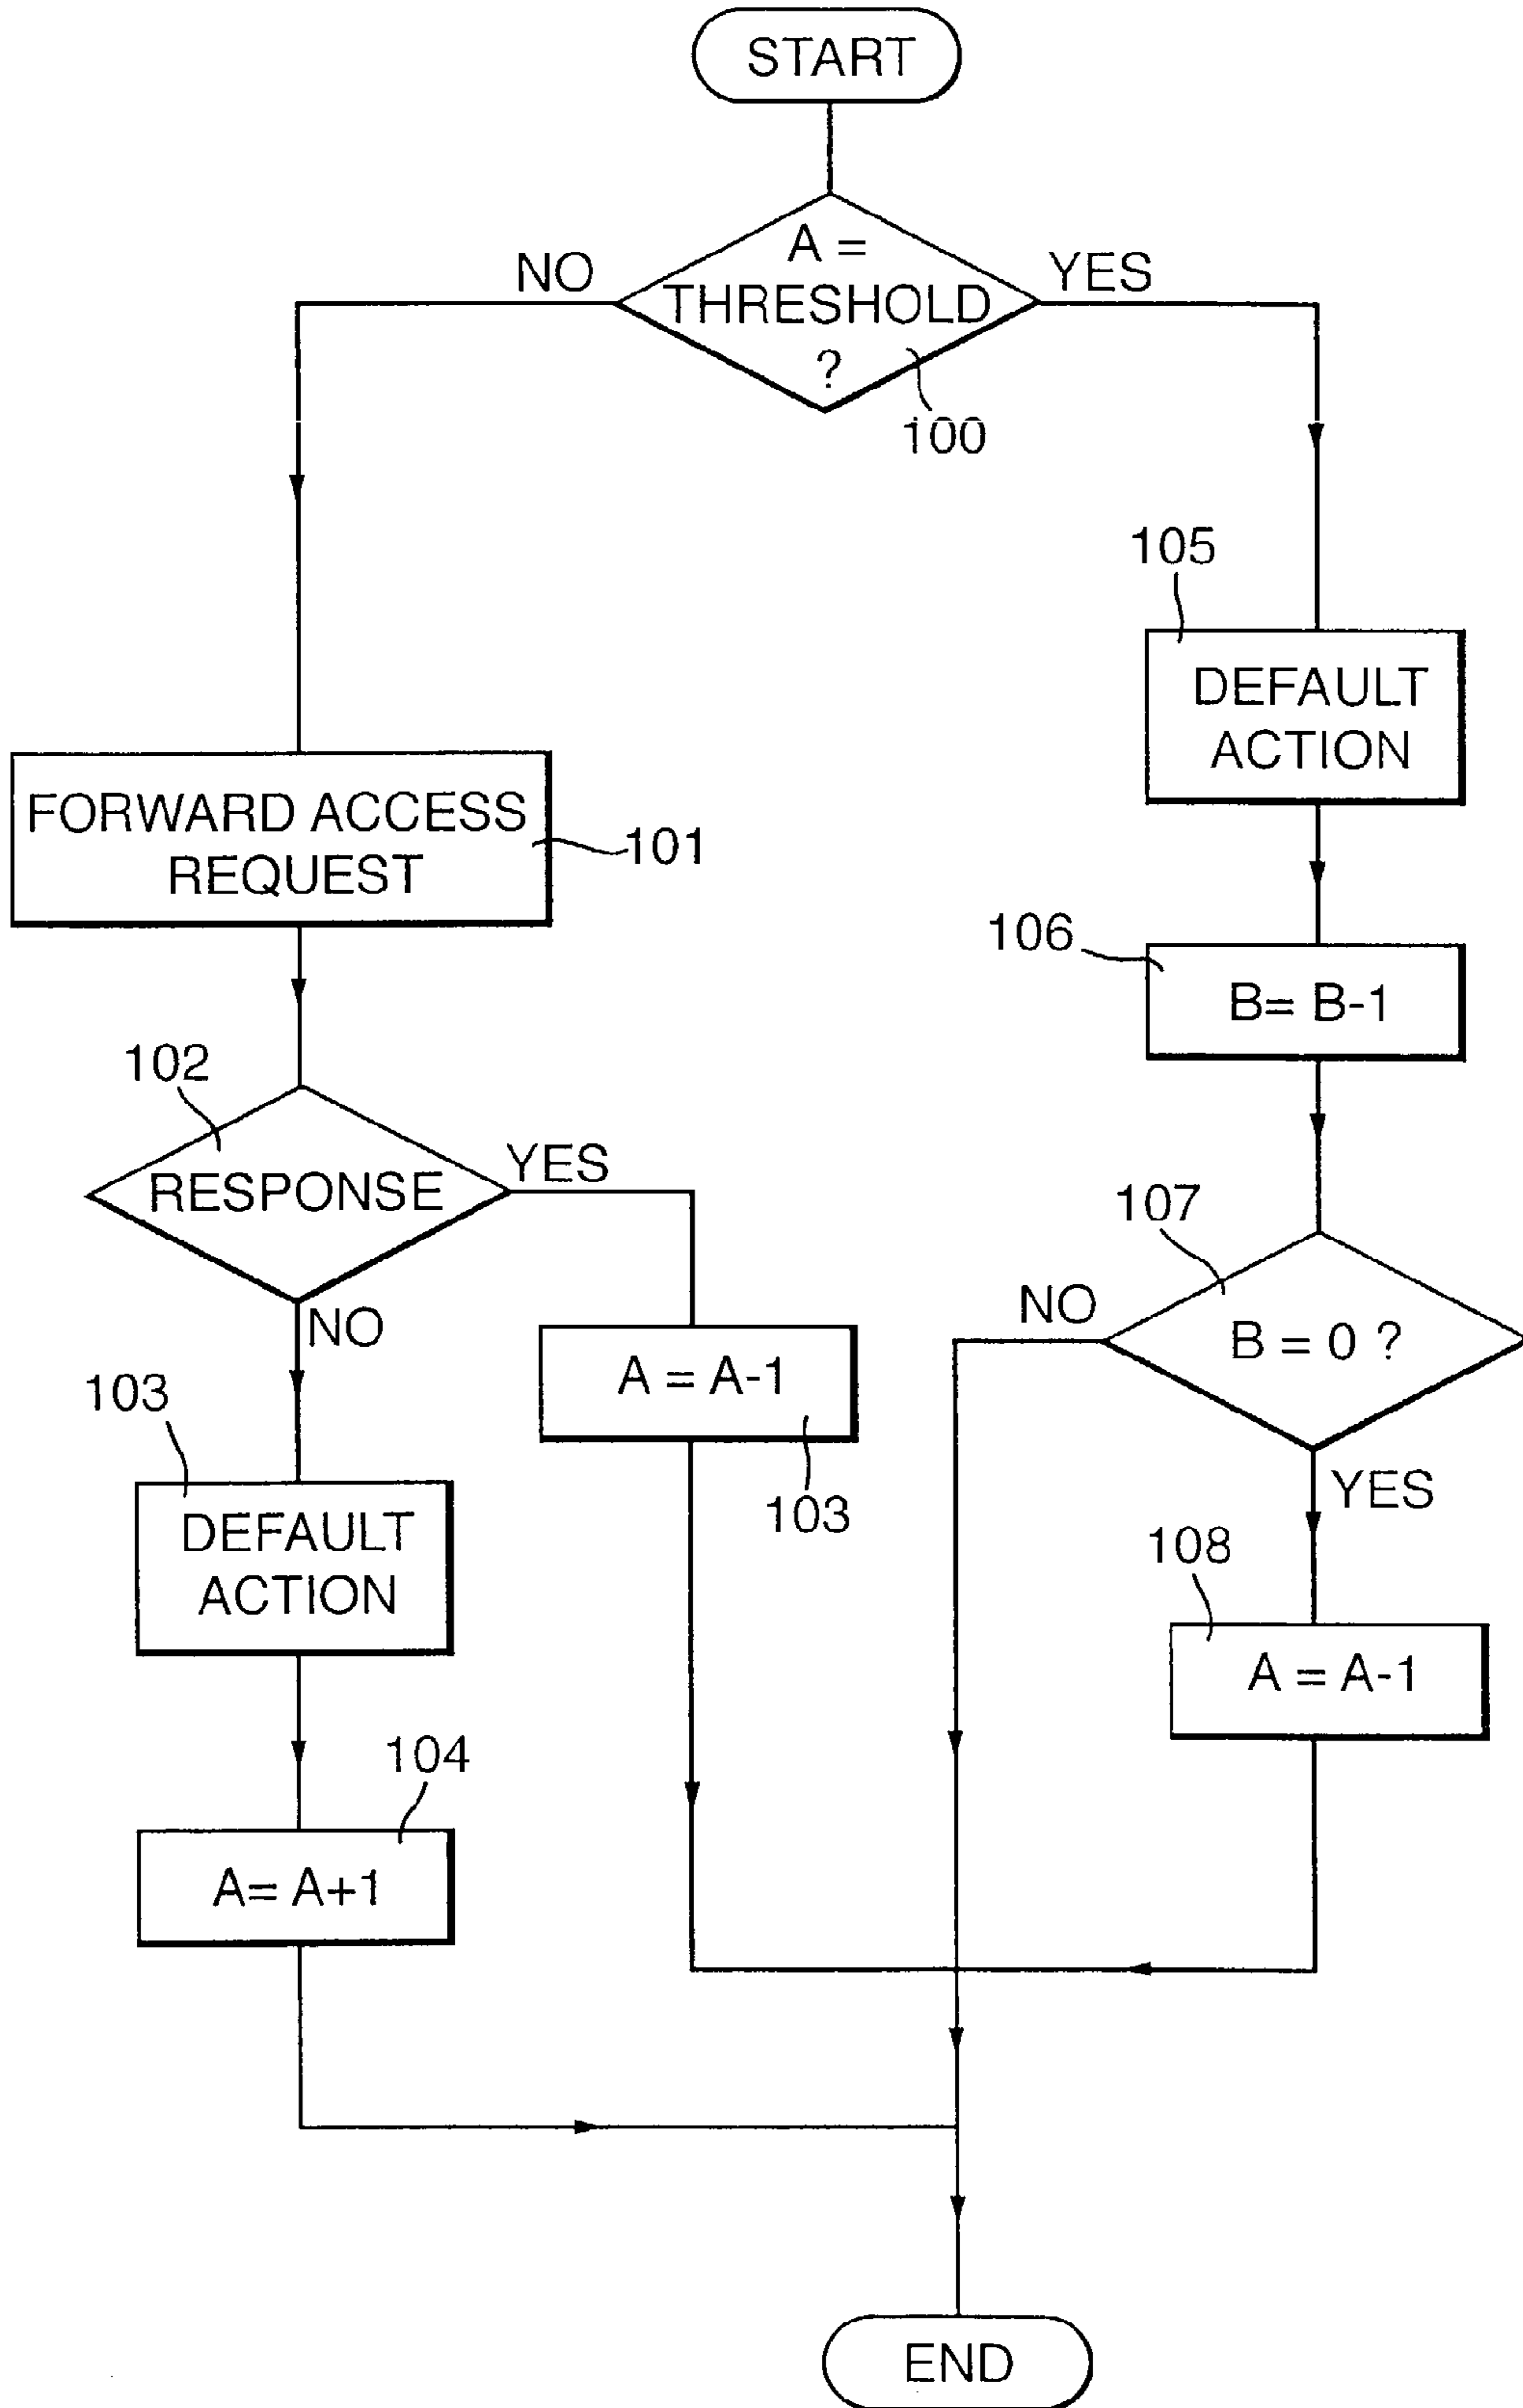 START
A =
THRESHOLD
?
NO
YES
100
105
DEFAULT
ACTION
FORWARD ACCESS
REQUEST
101
106
B= B-1
102
RESPONSE
YES
NO
107
B = 0 ?
NO
YES
A = A-1
103
103
DEFAULT
ACTION
108
A = A-1
104
A= A+1
END